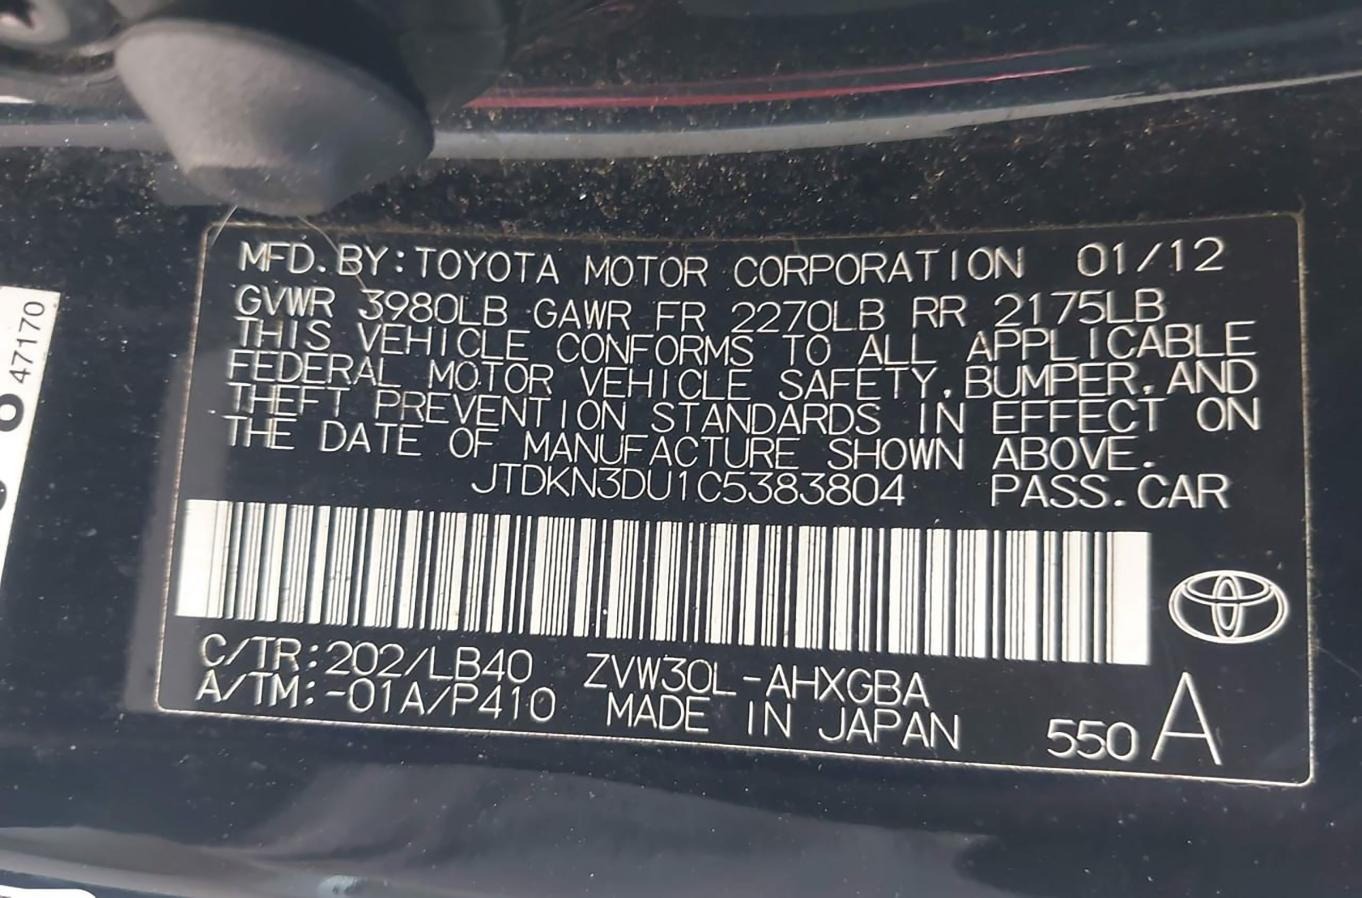 MFD. BY: TOYOTA MOTOR CORPORATION 01/12
GVWR 3980LB GAWR FR 2270LB RR 2175LB
THIS VEHICLE CONFORMS TO ALL APPLICABLE
FEDERAL MOTOR VEHICLE SAFETY, BUMPER, AND
THEFT PREVENTION STANDARDS IN EFFECT ON
THE DATE OF MANUFACTURE SHOWN ABOVE.
JTDKN3DU1C5383804 PASS. CAR
C/TR: 202/LB40 ZVW30L-AHXGBA
A/TM: -01A/P410 MADE IN JAPAN 550 A
47170